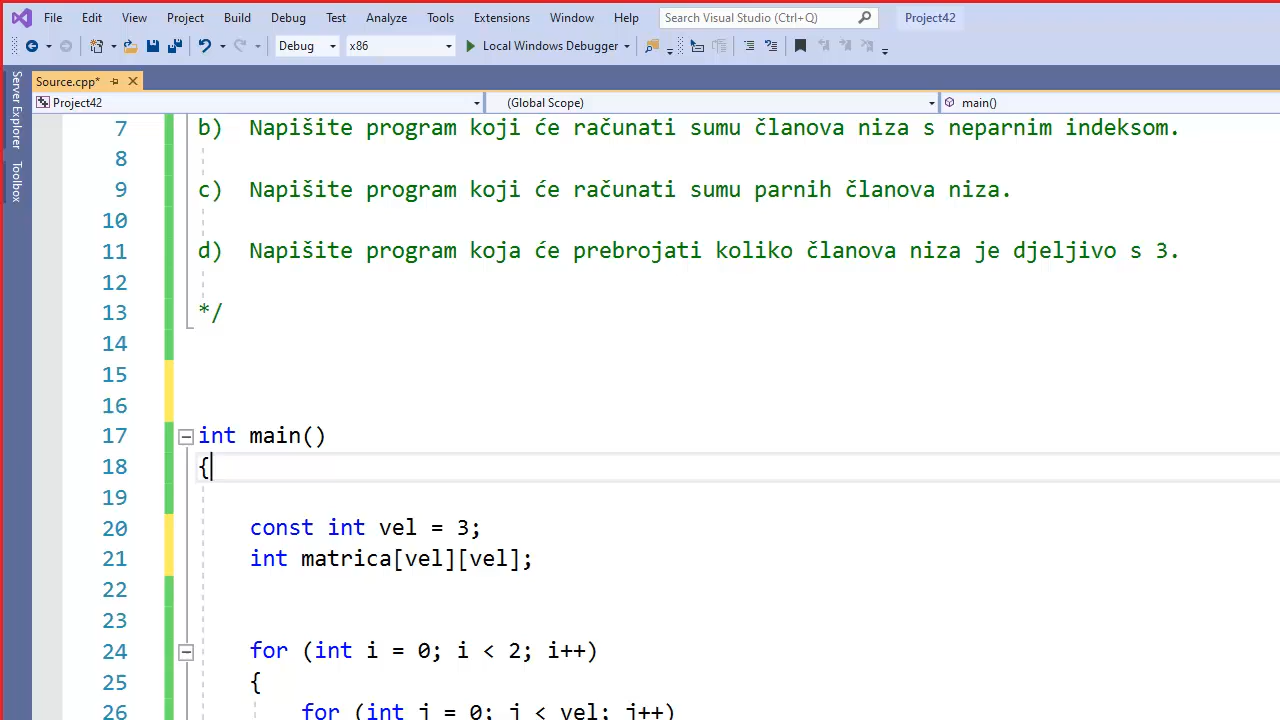 File Edit View Project Build Debug Test Analyze Tools Extensions Window Help Search Visual Studio (Ctrl+Q) Project42
Debug x86 Local Windows Debugger
Source.cpp*
Project42 (Global Scope) main()
Server Explorer
Toolbox
7 b) Napišite program koji će računati sumu članova niza s neparnim indeksom.
8
9 c) Napišite program koji će računati sumu parnih članova niza.
10
11 d) Napišite program koja će prebrojati koliko članova niza je djeljivo s 3.
12
13 */
14
15
16
17 int main()
18 {
19
20 const int vel = 3;
21 int matrica[vel][vel];
22
23
24 for (int i = 0; i < 2; i++)
25 {
26 for (int j = 0; j < vel; j++)